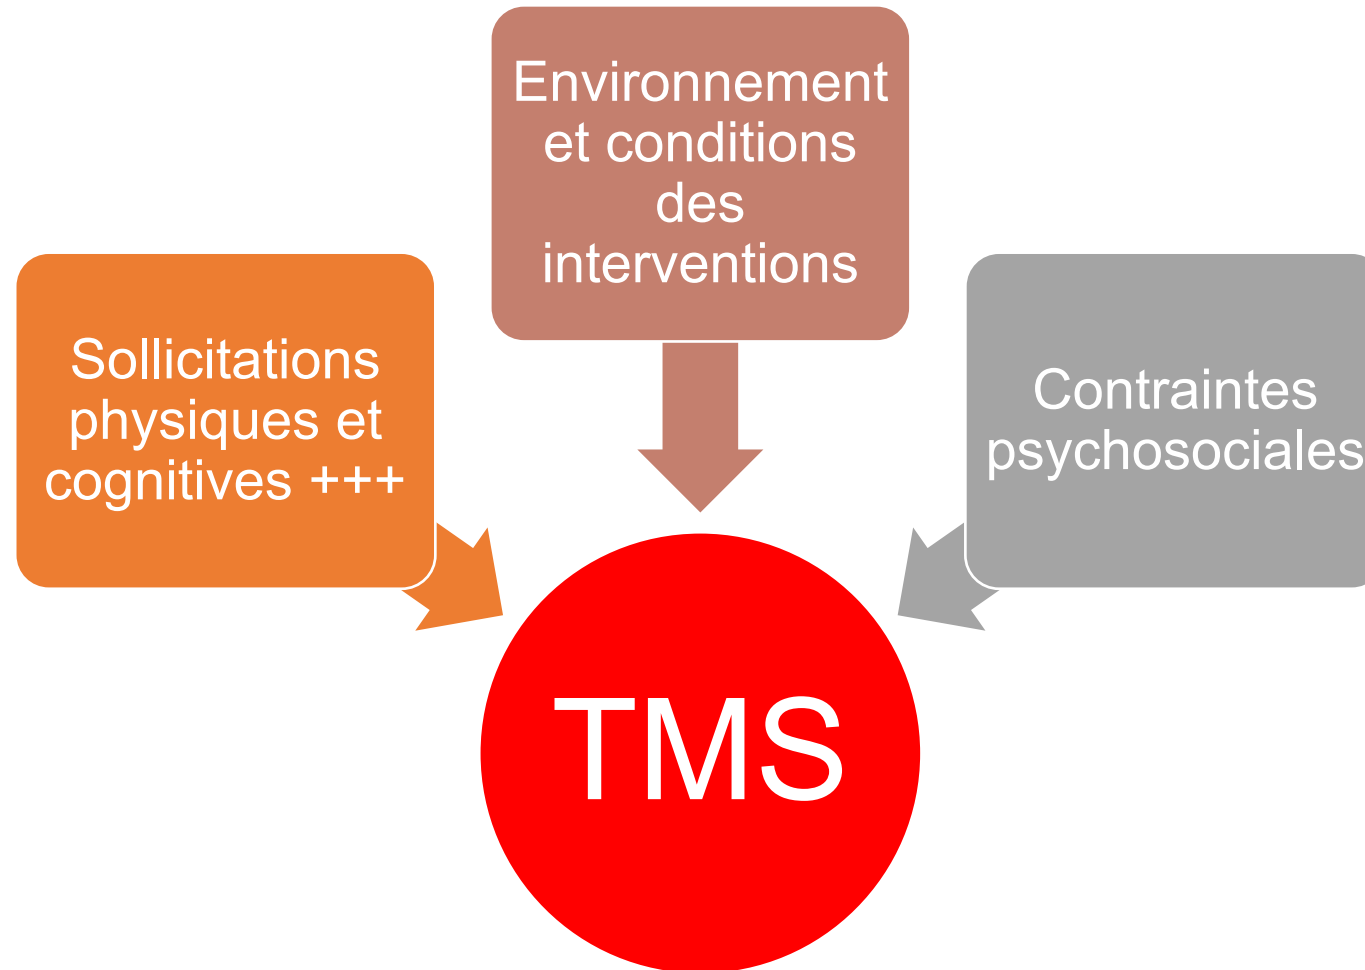 Environnement
et conditions
des
interventions
Sollicitations
physiques et
cognitives +++
Contraintes
psychosociales
TMS